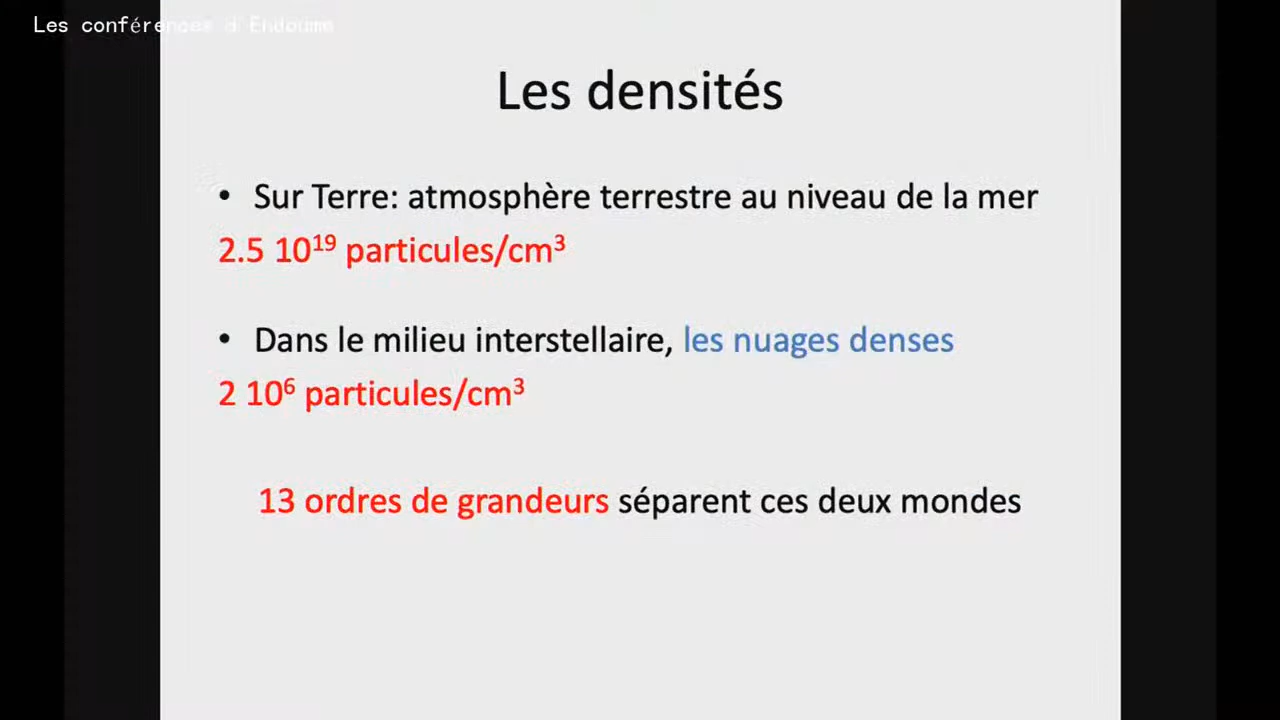 Les conférences d'Endoume
Les densités
• Sur Terre: atmosphère terrestre au niveau de la mer
2.5 10¹⁹ particules/cm³
• Dans le milieu interstellaire, les nuages denses
2 10⁶ particules/cm³
13 ordres de grandeurs séparent ces deux mondes